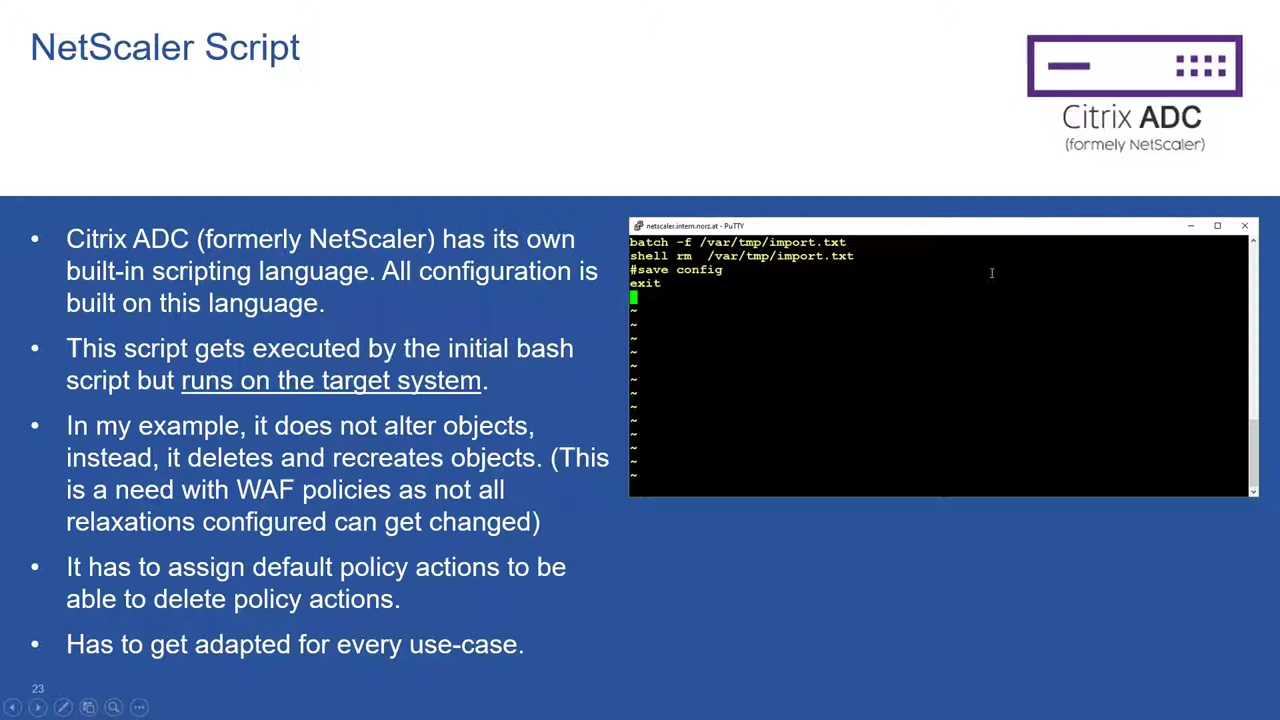 NetScaler Script
Citrix ADC
(formely NetScaler)
• Citrix ADC (formerly NetScaler) has its own
built-in scripting language. All configuration is
built on this language.
• This script gets executed by the initial bash
script but runs on the target system.
• In my example, it does not alter objects,
instead, it deletes and recreates objects. (This
is a need with WAF policies as not all
relaxations configured can get changed)
• It has to assign default policy actions to be
able to delete policy actions.
• Has to get adapted for every use-case.
netscaler.intern.norz.at - PuTTY
batch -f /var/tmp/import.txt
shell rm  /var/tmp/import.txt
#save config
exit
~
~
~
~
~
~
~
~
~
~
~
~
~
23